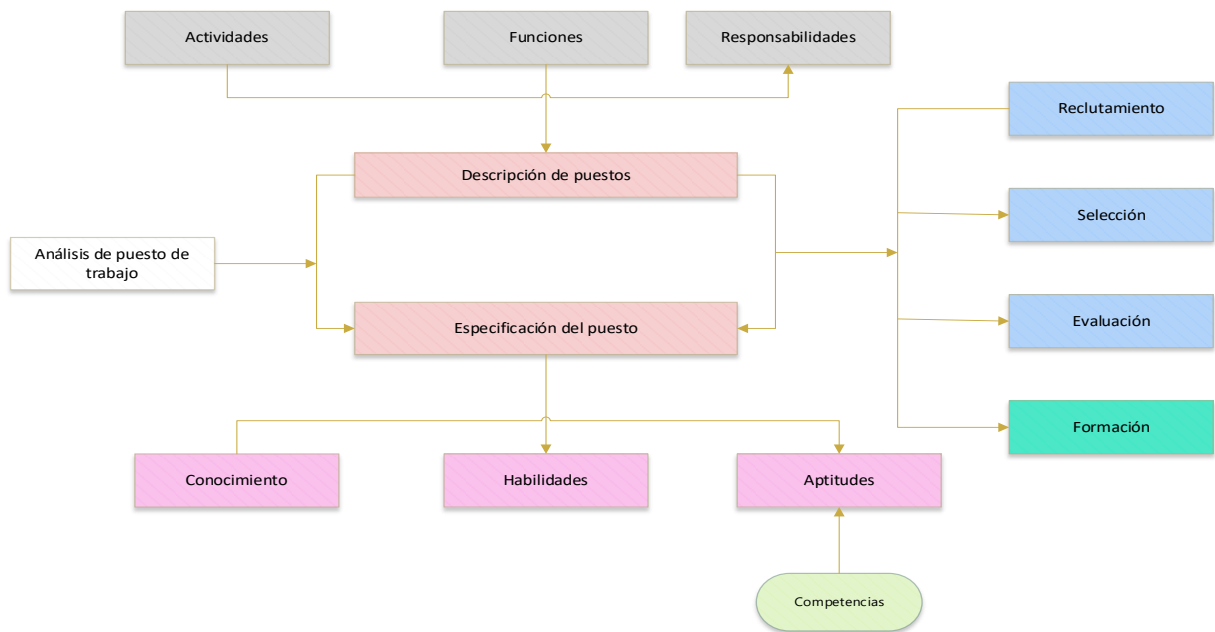 Actividades
Funciones
Responsabilidades
Reclutamiento
Descripción de puestos
Selección
Análisis de puesto de
trabajo
Especificación del puesto
Evaluación
Formación
Conocimiento
Habilidades
Aptitudes
Competencias